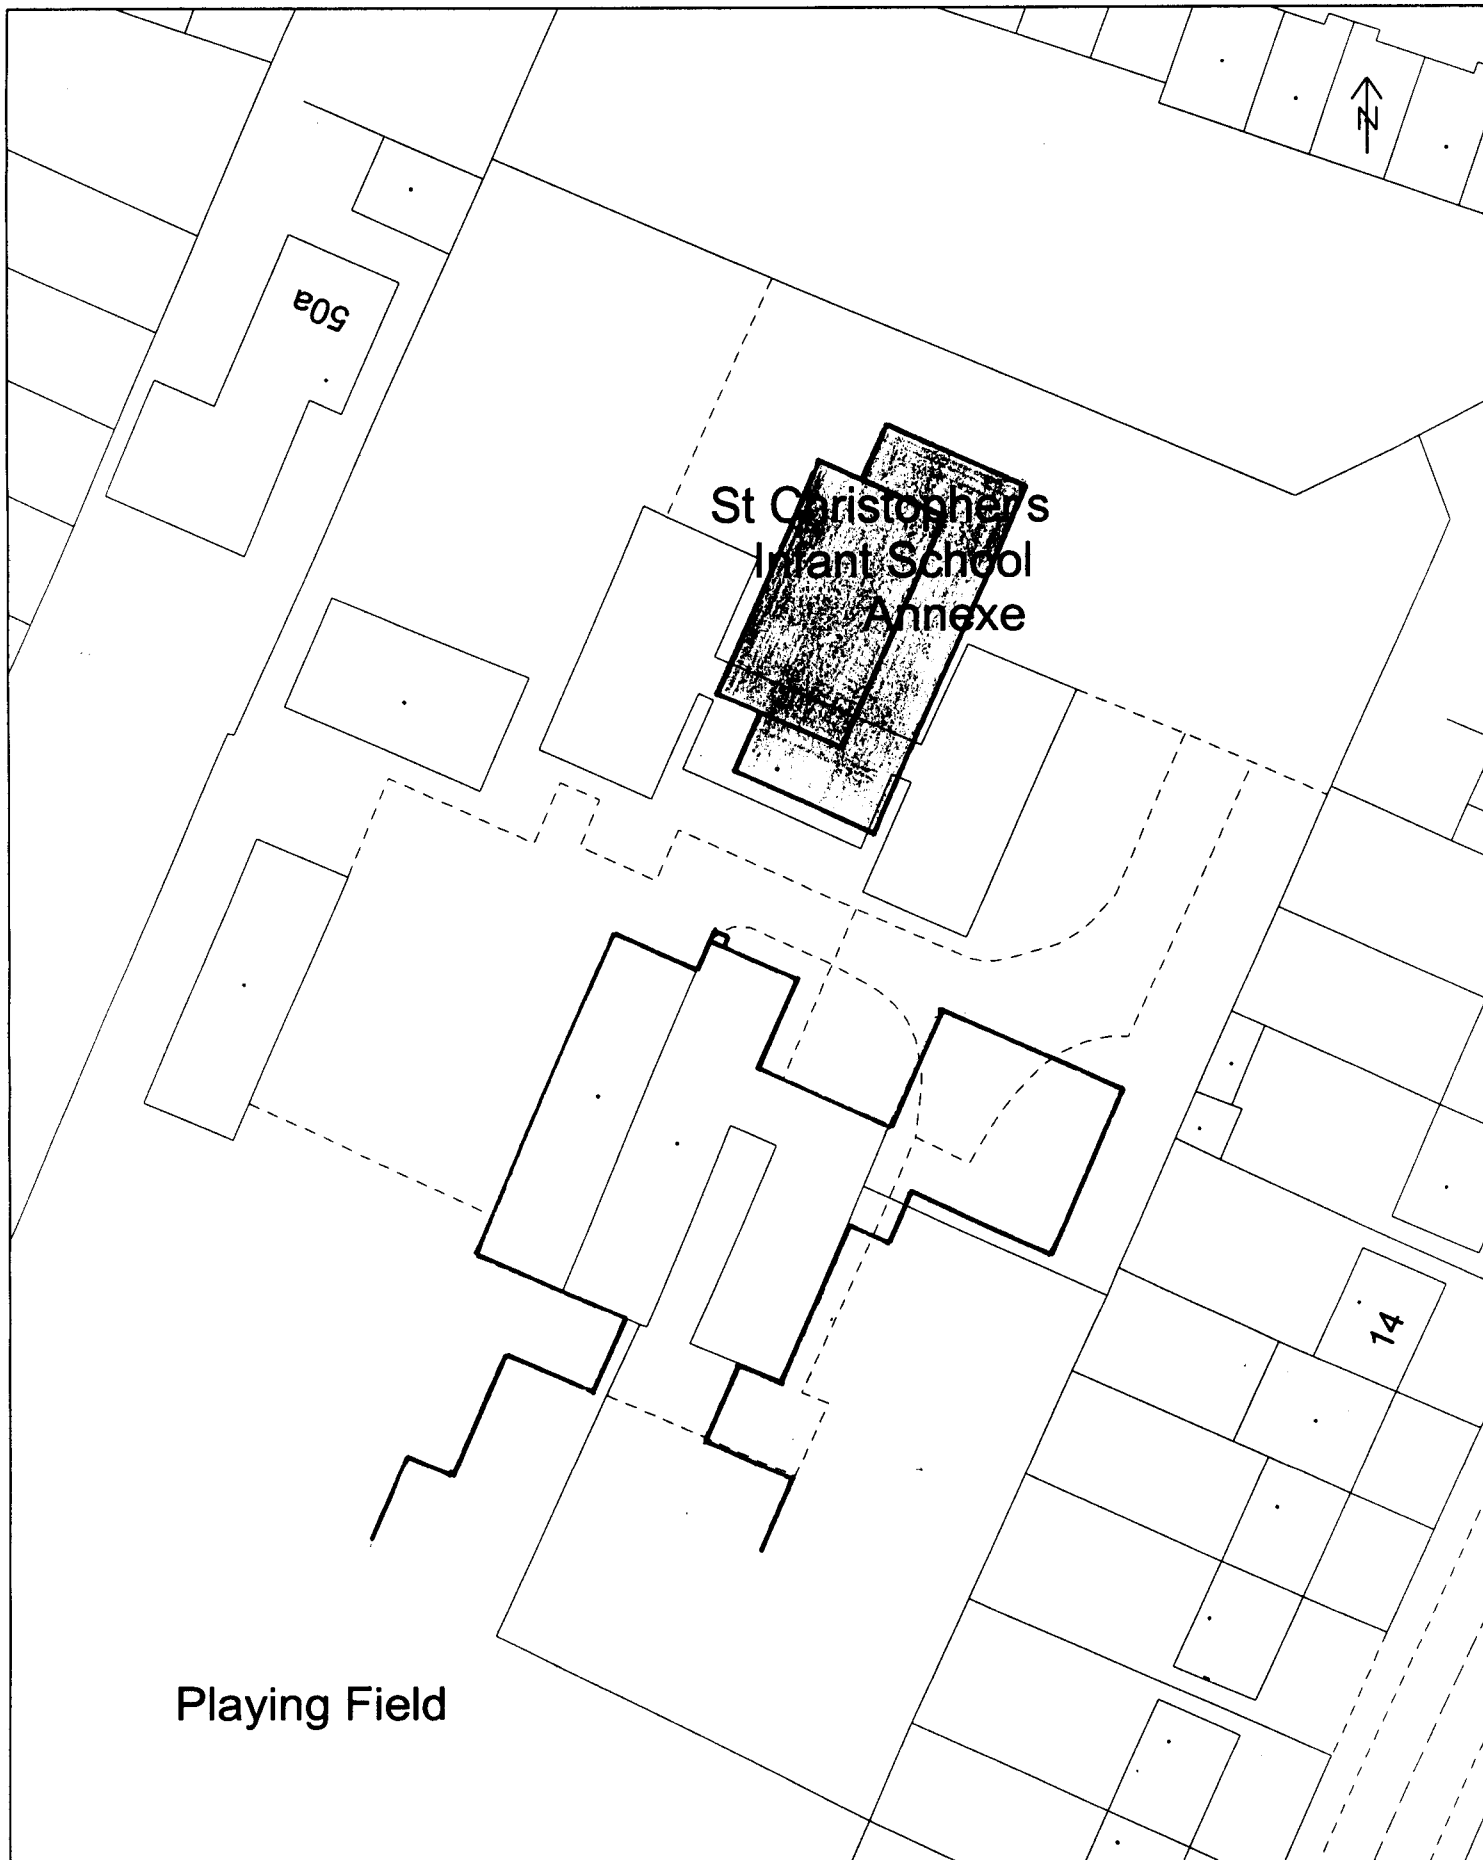 N
50a
St Christopher's
Infant School
Annexe
14
Playing Field